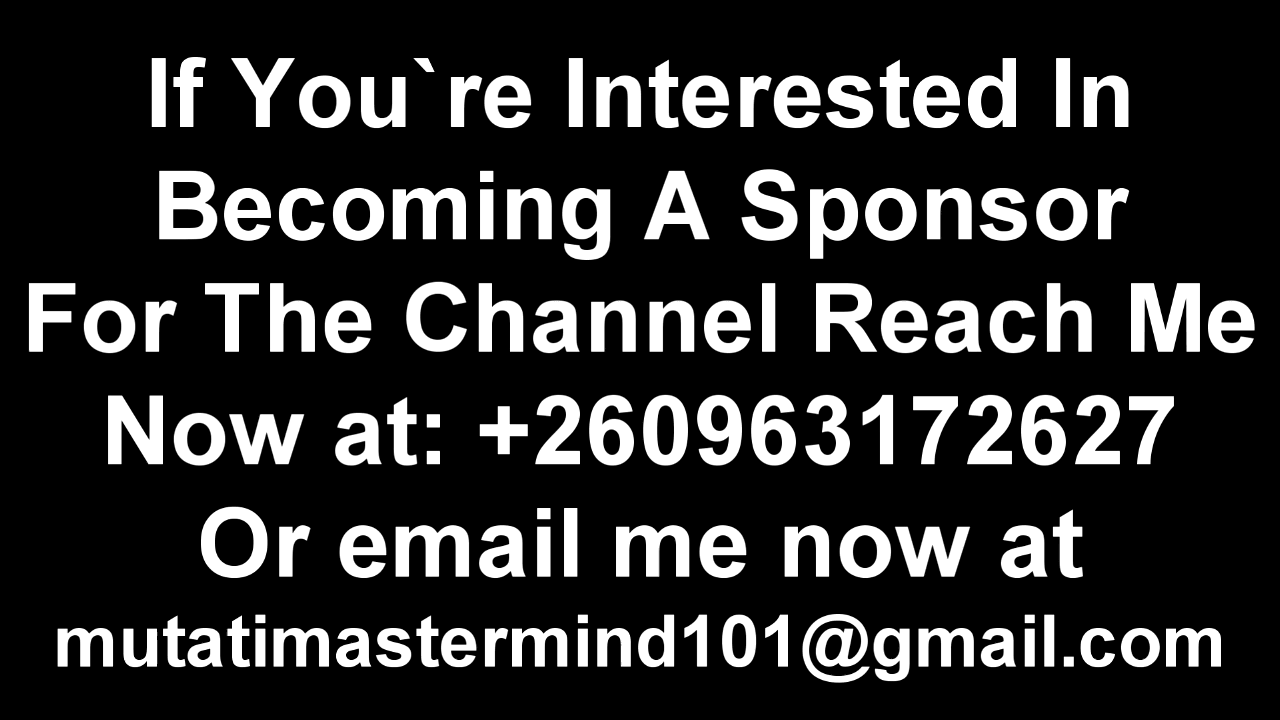 If You`re Interested In
Becoming A Sponsor
For The Channel Reach Me
Now at: +260963172627
Or email me now at
mutatimastermind101@gmail.com